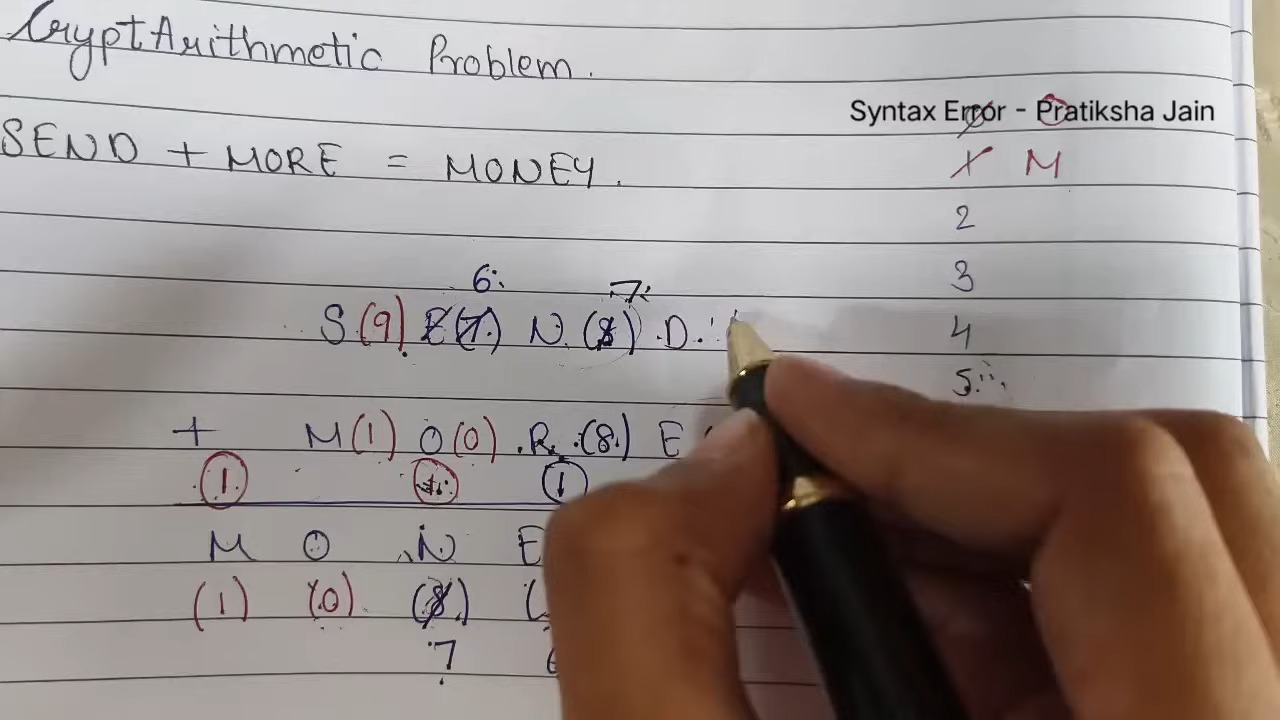 CryptArithmetic Problem.
Syntax Error - Pratiksha Jain
SEND + MORE = MONEY.
1 M
2
3
4
5
6
7
S (9) E (7) N (8) D
+ M (1) O (0) R (8) E
1 1
M O N E
(1) (0) (8) (
7